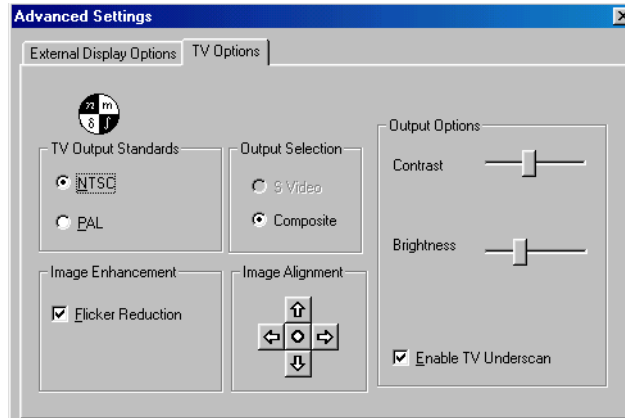 Advanced Settings
External Display Options
TV Options
n m
δ ∫
TV Output Standards
NTSC
PAL
Output Selection
S Video
Composite
Image Enhancement
Flicker Reduction
Image Alignment
Output Options
Contrast
Brightness
Enable TV Underscan